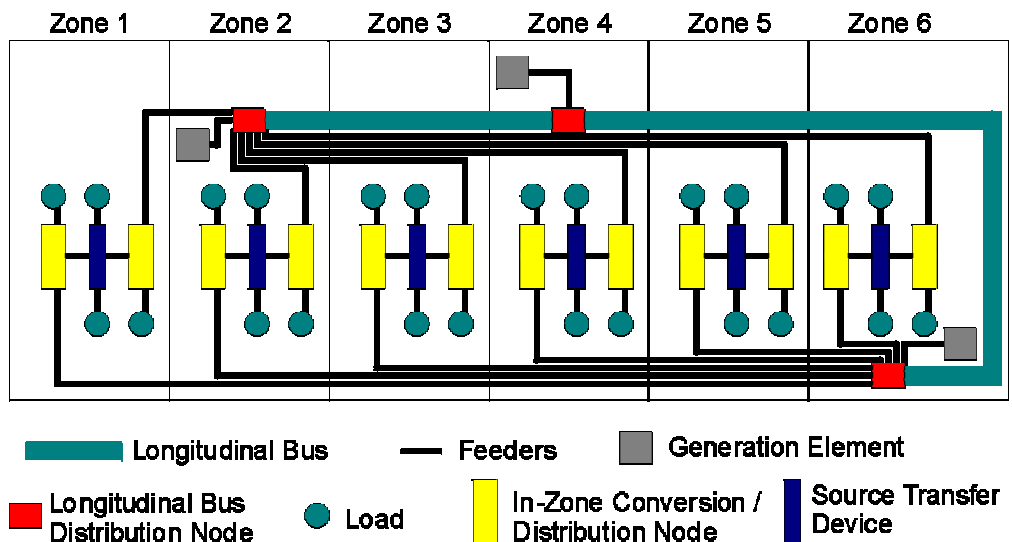 Zone 1 Zone 2 Zone 3 Zone 4 Zone 5 Zone 6
Longitudinal Bus
Feeders
Generation Element
Longitudinal Bus
Distribution Node
Load
In-Zone Conversion /
Distribution Node
Source Transfer
Device